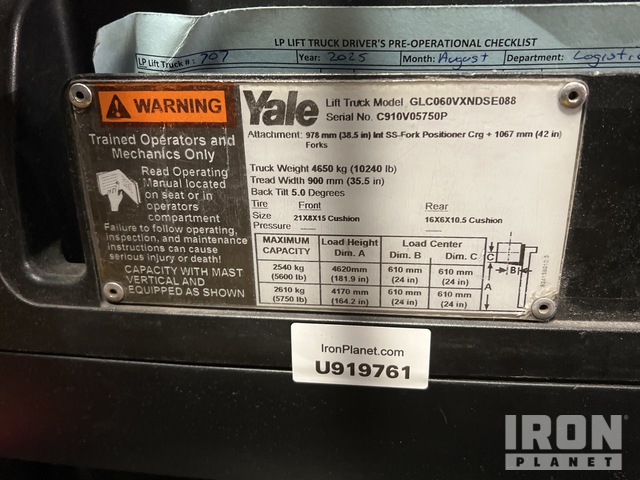 LP LIFT TRUCK DRIVER'S PRE-OPERATIONAL CHECKLIST
LP Lift Truck #: 707 Year: 2025 Month: August Department: Logistic
WARNING
Trained Operators and
Mechanics Only
Read Operating
Manual located
on seat or in
operators
compartment
Failure to follow operating,
inspection, and maintenance
instructions can cause
serious injury or death!
CAPACITY WITH MAST
VERTICAL AND
EQUIPPED AS SHOWN
Yale
Lift Truck Model GLC060VXNDSE088
Serial No. C910V05750P
Attachment: 978 mm (38.5 in) Int SS-Fork Positioner Crg + 1067 mm (42 in)
Forks
Truck Weight 4650 kg (10240 lb)
Tread Width 900 mm (35.5 in)
Back Tilt 5.0 Degrees
Tire Front Rear
Size 21X8X15 Cushion 16X6X10.5 Cushion
Pressure
MAXIMUM CAPACITY Load Height Dim. A Load Center Dim. B Dim. C
2540 kg 4620mm 610 mm 610 mm
(5600 lb) (181.9 in) (24 in) (24 in)
2610 kg 4170 mm 610 mm 610 mm
(5750 lb) (164.2 in) (24 in) (24 in)
C
B
A
IronPlanet.com
U919761
IRON
PLANET